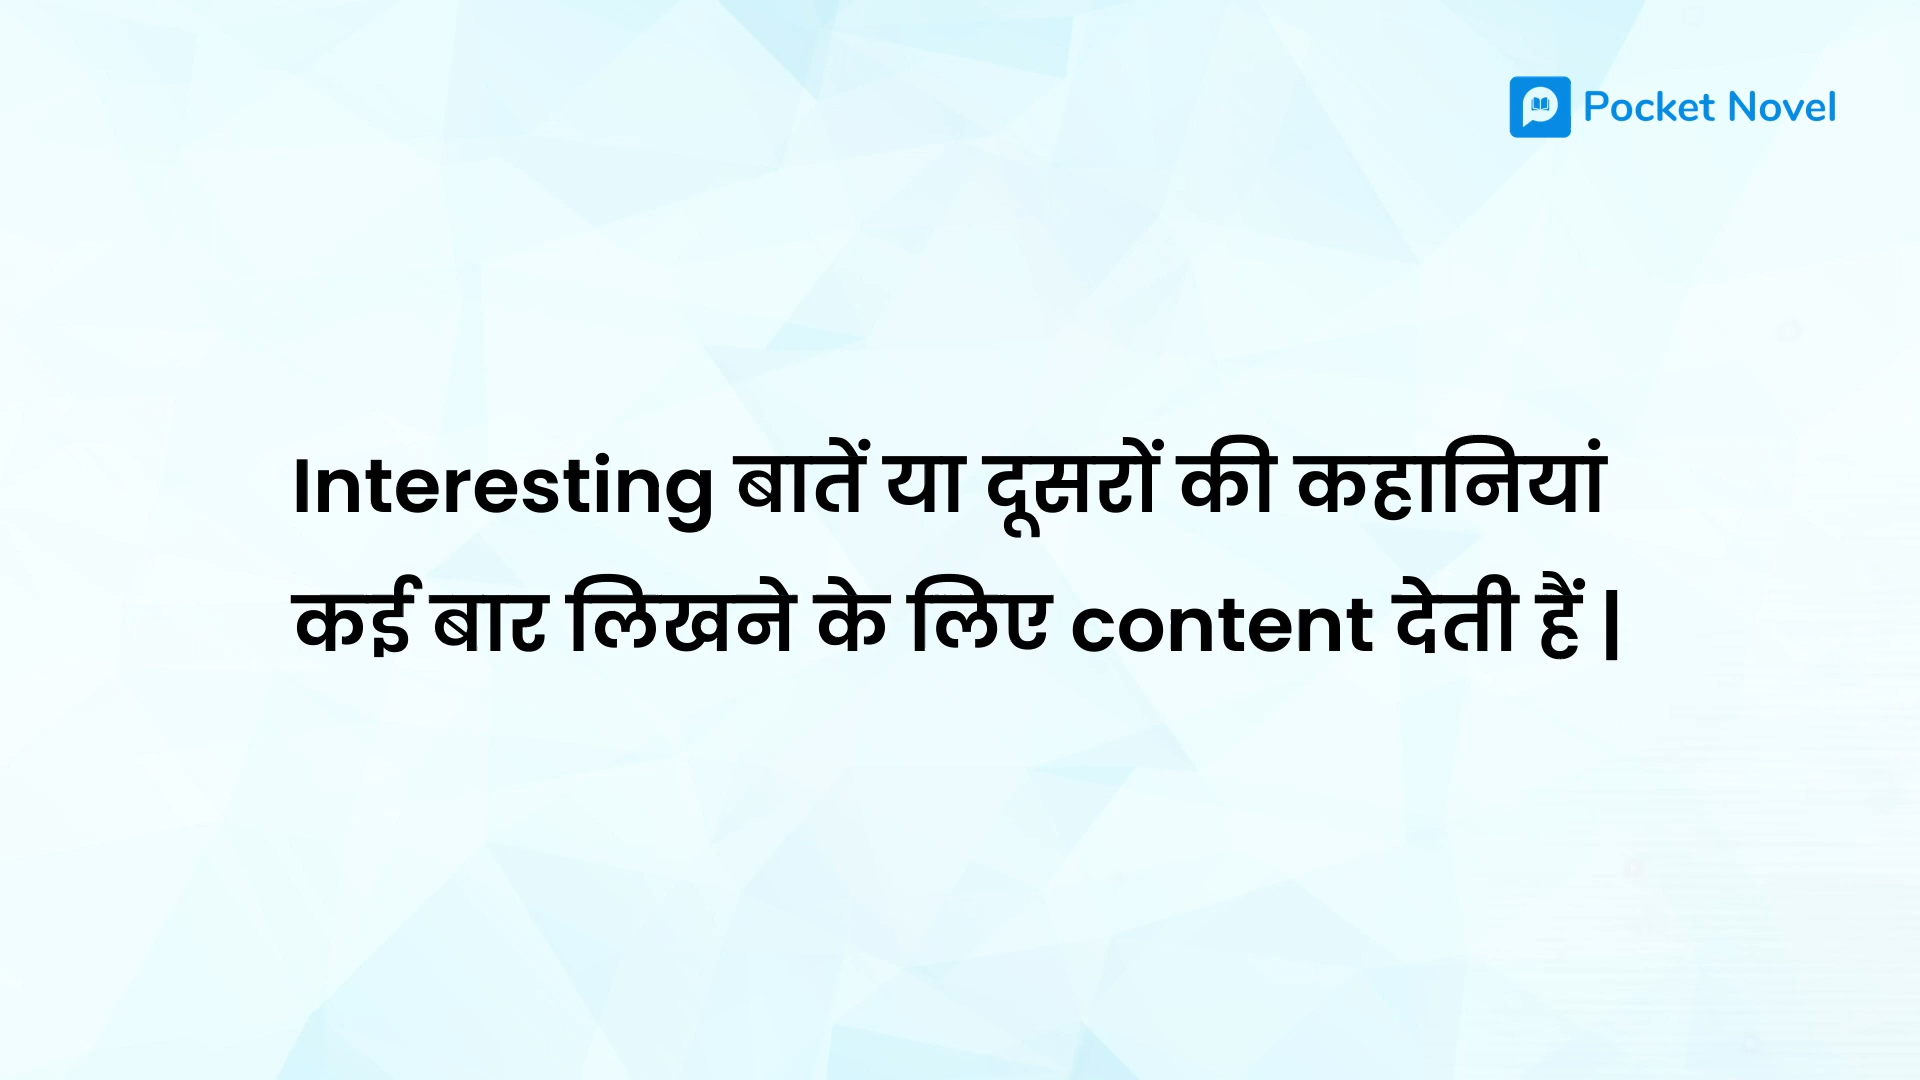 Pocket Novel
Interesting बातें या दूसरों की कहानियां
कई बार लिखने के लिए content देती हैं |